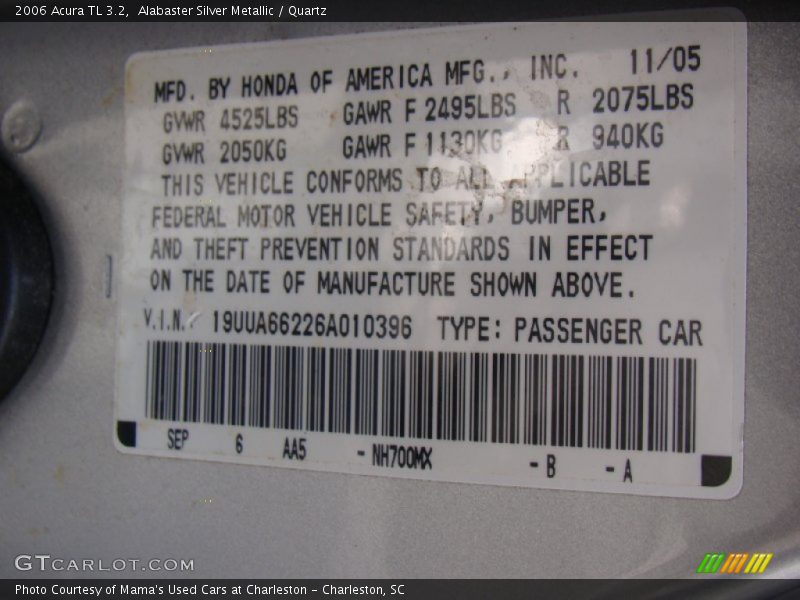 2006 Acura TL 3.2,  Alabaster Silver Metallic / Quartz
MFD. BY HONDA OF AMERICA MFG., INC. 11/05
GVWR 4525LBS GAWR F 2495LBS R 2075LBS
GVWR 2050KG GAWR F 1130KG R 940KG
THIS VEHICLE CONFORMS TO ALL APPLICABLE
FEDERAL MOTOR VEHICLE SAFETY, BUMPER,
AND THEFT PREVENTION STANDARDS IN EFFECT
ON THE DATE OF MANUFACTURE SHOWN ABOVE.
V.I.N.: 19UUA66226A010396 TYPE: PASSENGER CAR
SEP 6 AA5 - NH700MX - B - A
GTCARLOT.COM
Photo Courtesy of Mama's Used Cars at Charleston – Charleston, SC